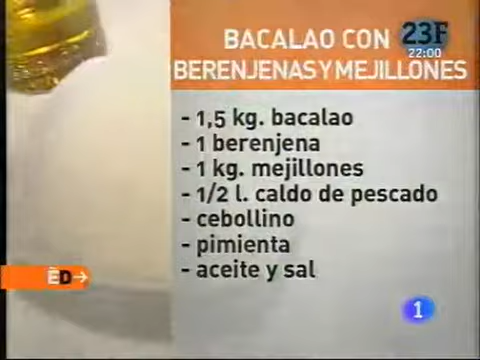 BACALAO CON
23F
22:00
BERENJENAS Y MEJILLONES
- 1,5 kg. bacalao
- 1 berenjena
- 1 kg. mejillones
- 1/2 l. caldo de pescado
- cebollino
- pimienta
- aceite y sal
ÈD→
1